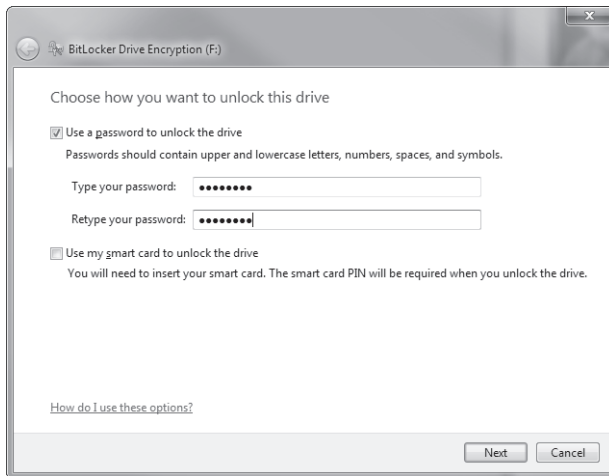 BitLocker Drive Encryption (F:)
Choose how you want to unlock this drive
Use a password to unlock the drive
Passwords should contain upper and lowercase letters, numbers, spaces, and symbols.
Type your password: ••••••••
Retype your password: ••••••••
Use my smart card to unlock the drive
You will need to insert your smart card. The smart card PIN will be required when you unlock the drive.
How do I use these options?
Next Cancel